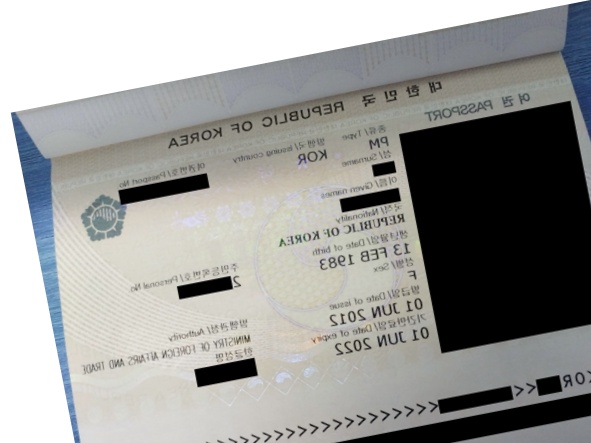 대한민국 REPUBLIC OF KOREA
여권 PASSPORT
종류/Type 발행국/Issuing country 여권번호/Passport No.
PM KOR
성/Surname
이름/Given names
국적/Nationality
REPUBLIC OF KOREA
생년월일/Date of birth 주민등록번호/Personal No.
13 FEB 1983 2
성별/Sex
F
발급일/Date of issue 발행관청/Authority
01 JUN 2012 MINISTRY OF FOREIGN AFFAIRS AND TRADE
기간만료일/Date of expiry 한글성명
01 JUN 2022
KOR <<<<<<<<<<<<<<<<<<<<<